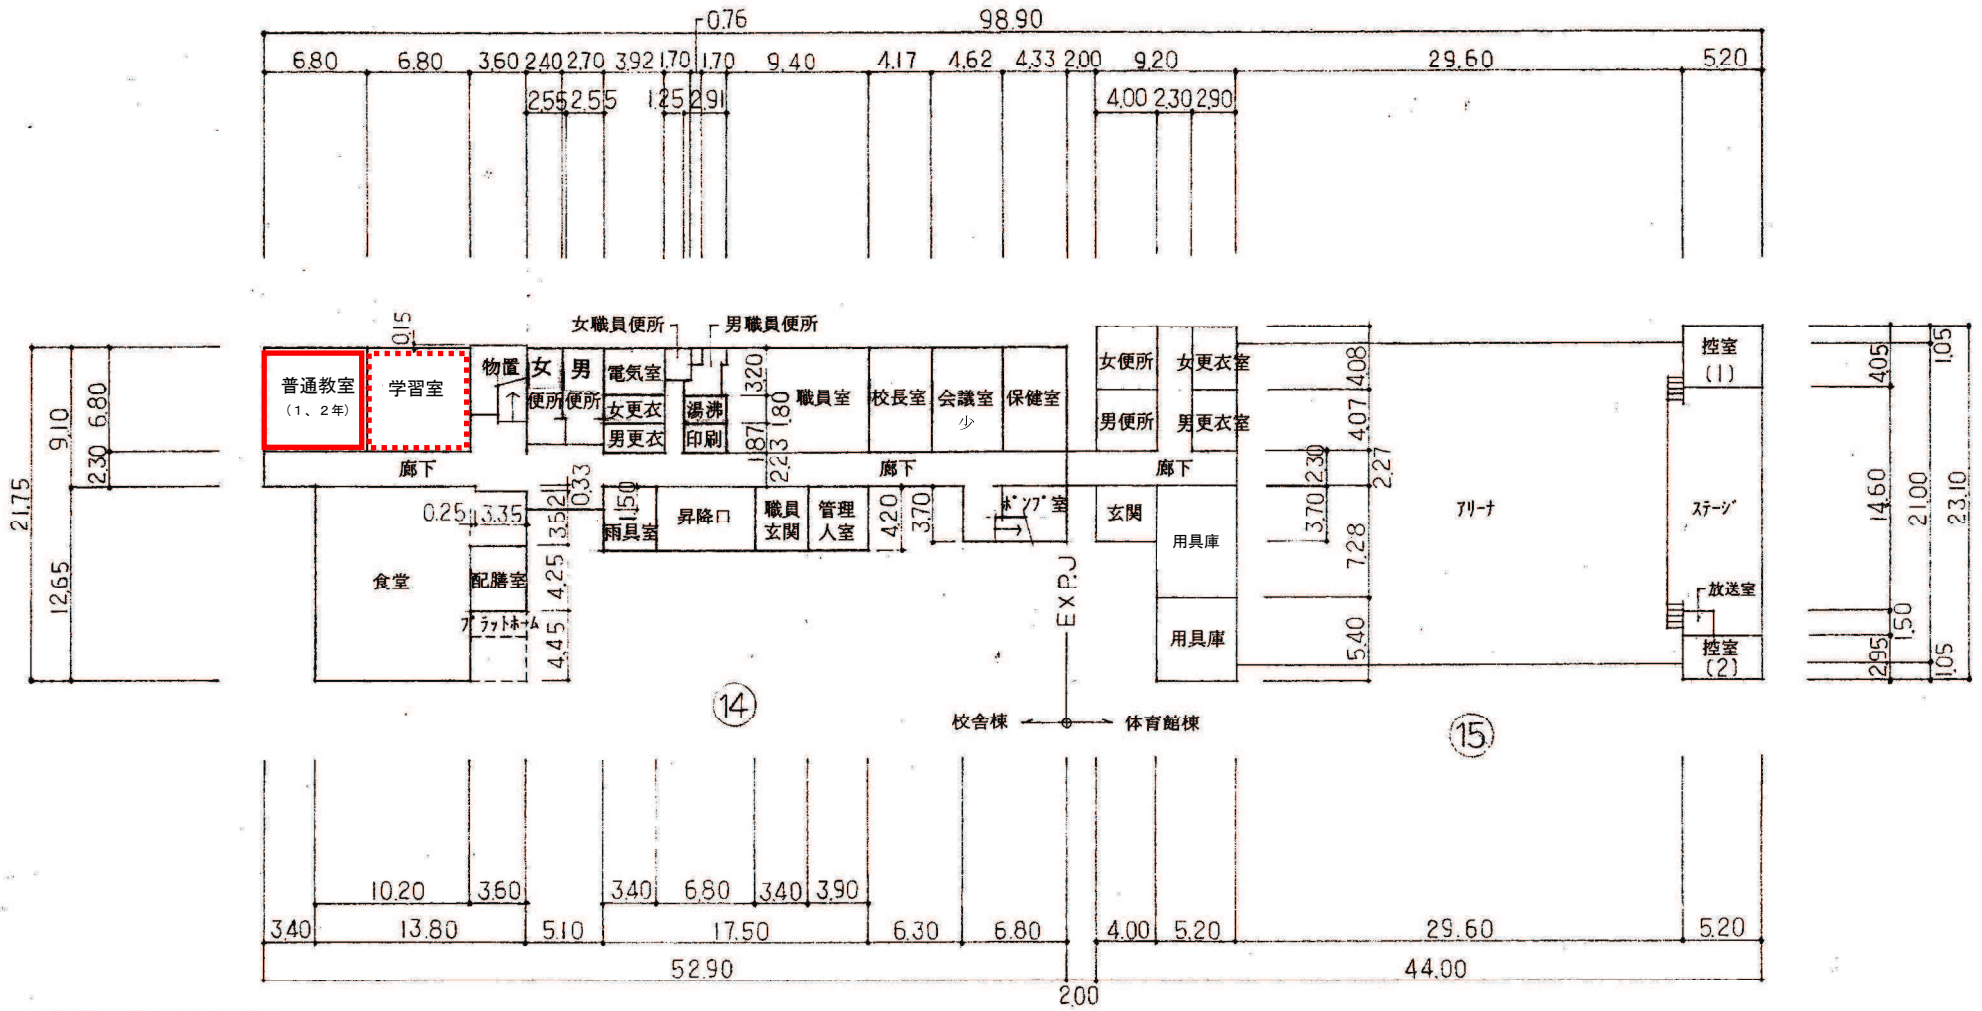 0.76
98.90
6.80 6.80 3.60 2.40 2.70 3.92 1.70 1.70 9.40 4.17 4.62 4.33 2.00 9.20 29.60 5.20
2.55 2.55 1.25 2.91 4.00 2.30 2.90
女職員便所 男職員便所
0.15
普通教室
(1、2年)
学習室
物置
女
便所
男
便所
電気室
女更衣
男更衣
湯沸
印刷
3.20
1.80
1.87
2.23
職員室
校長室
会議室
少
保健室
女便所
男便所
女更衣室
男更衣室
4.08
4.07
2.30
2.27
3.70
7.28
5.40
控室
(1)
廊下 廊下 廊下
21.75
9.10
12.65
6.80
2.30
0.25 3.35
0.33
3.52
4.25
4.45
1.50
雨具室
昇降口
職員
玄関
管理
人室
4.20
3.70
ポンプ室
玄関
用具庫
用具庫
アリーナ
ステージ
放送室
控室
(2)
食堂
配膳室
プラットホーム
EXP.J
4.05
14.60
1.50
2.95
1.05
21.00
1.05
23.10
14
校舎棟 体育館棟
15
10.20 3.60 3.40 6.80 3.40 3.90
3.40 13.80 5.10 17.50 6.30 6.80 4.00 5.20 29.60 5.20
52.90 44.00
2.00